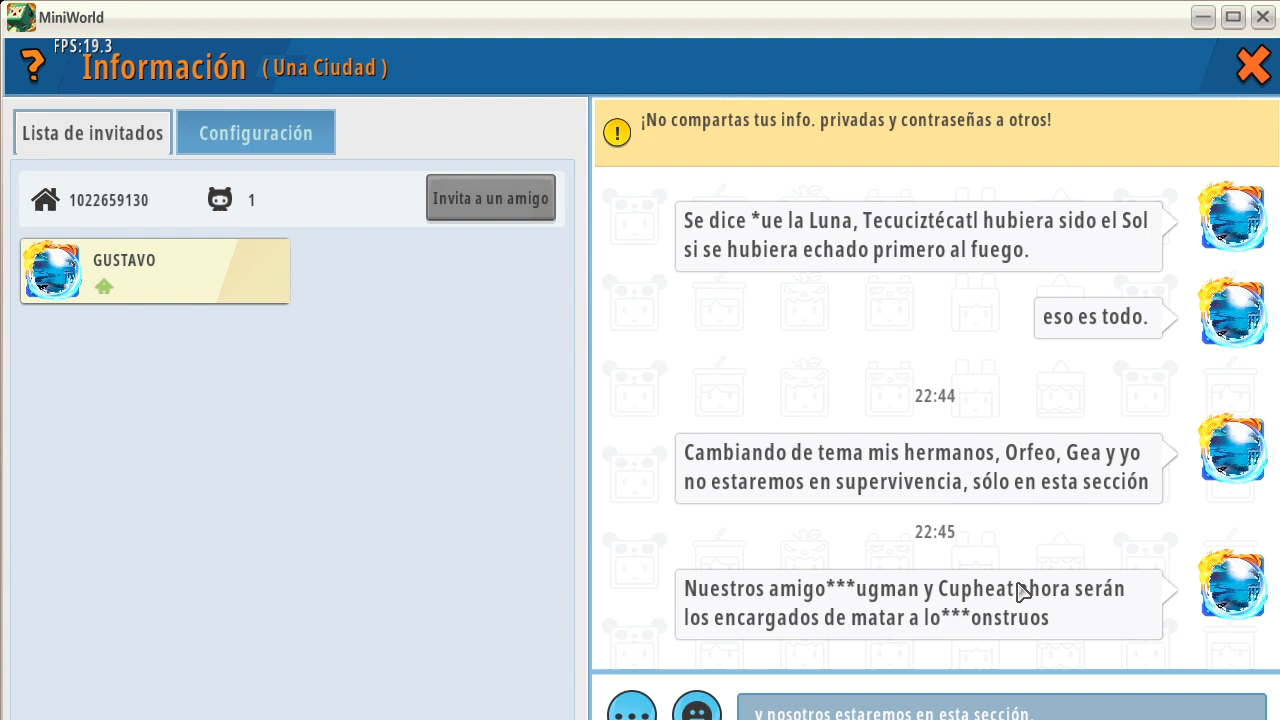 MiniWorld
FPS:19.3
Información ( Una Ciudad )
Lista de invitados
Configuración
1022659130
1
Invita a un amigo
GUSTAVO
¡No compartas tus info. privadas y contraseñas a otros!
Se dice *ue la Luna, Tecuciztécatl hubiera sido el Sol
si se hubiera echado primero al fuego.
eso es todo.
22:44
Cambiando de tema mis hermanos, Orfeo, Gea y yo
no estaremos en supervivencia, sólo en esta sección
22:45
Nuestros amigo***ugman y Cupheat ahora serán
los encargados de matar a lo***onstruos
y nosotros estaremos en esta sección.